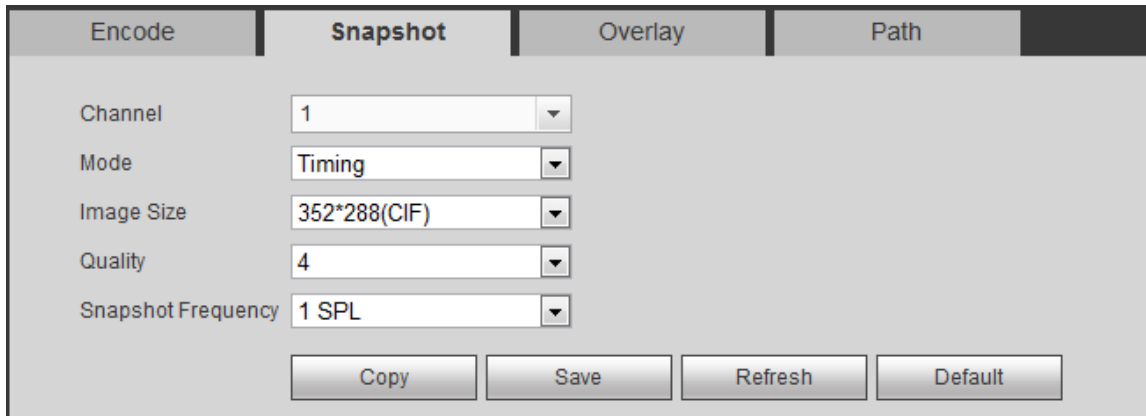 Encode Snapshot Overlay Path
Channel 1
Mode Timing
Image Size 352*288(CIF)
Quality 4
Snapshot Frequency 1 SPL
Copy Save Refresh Default